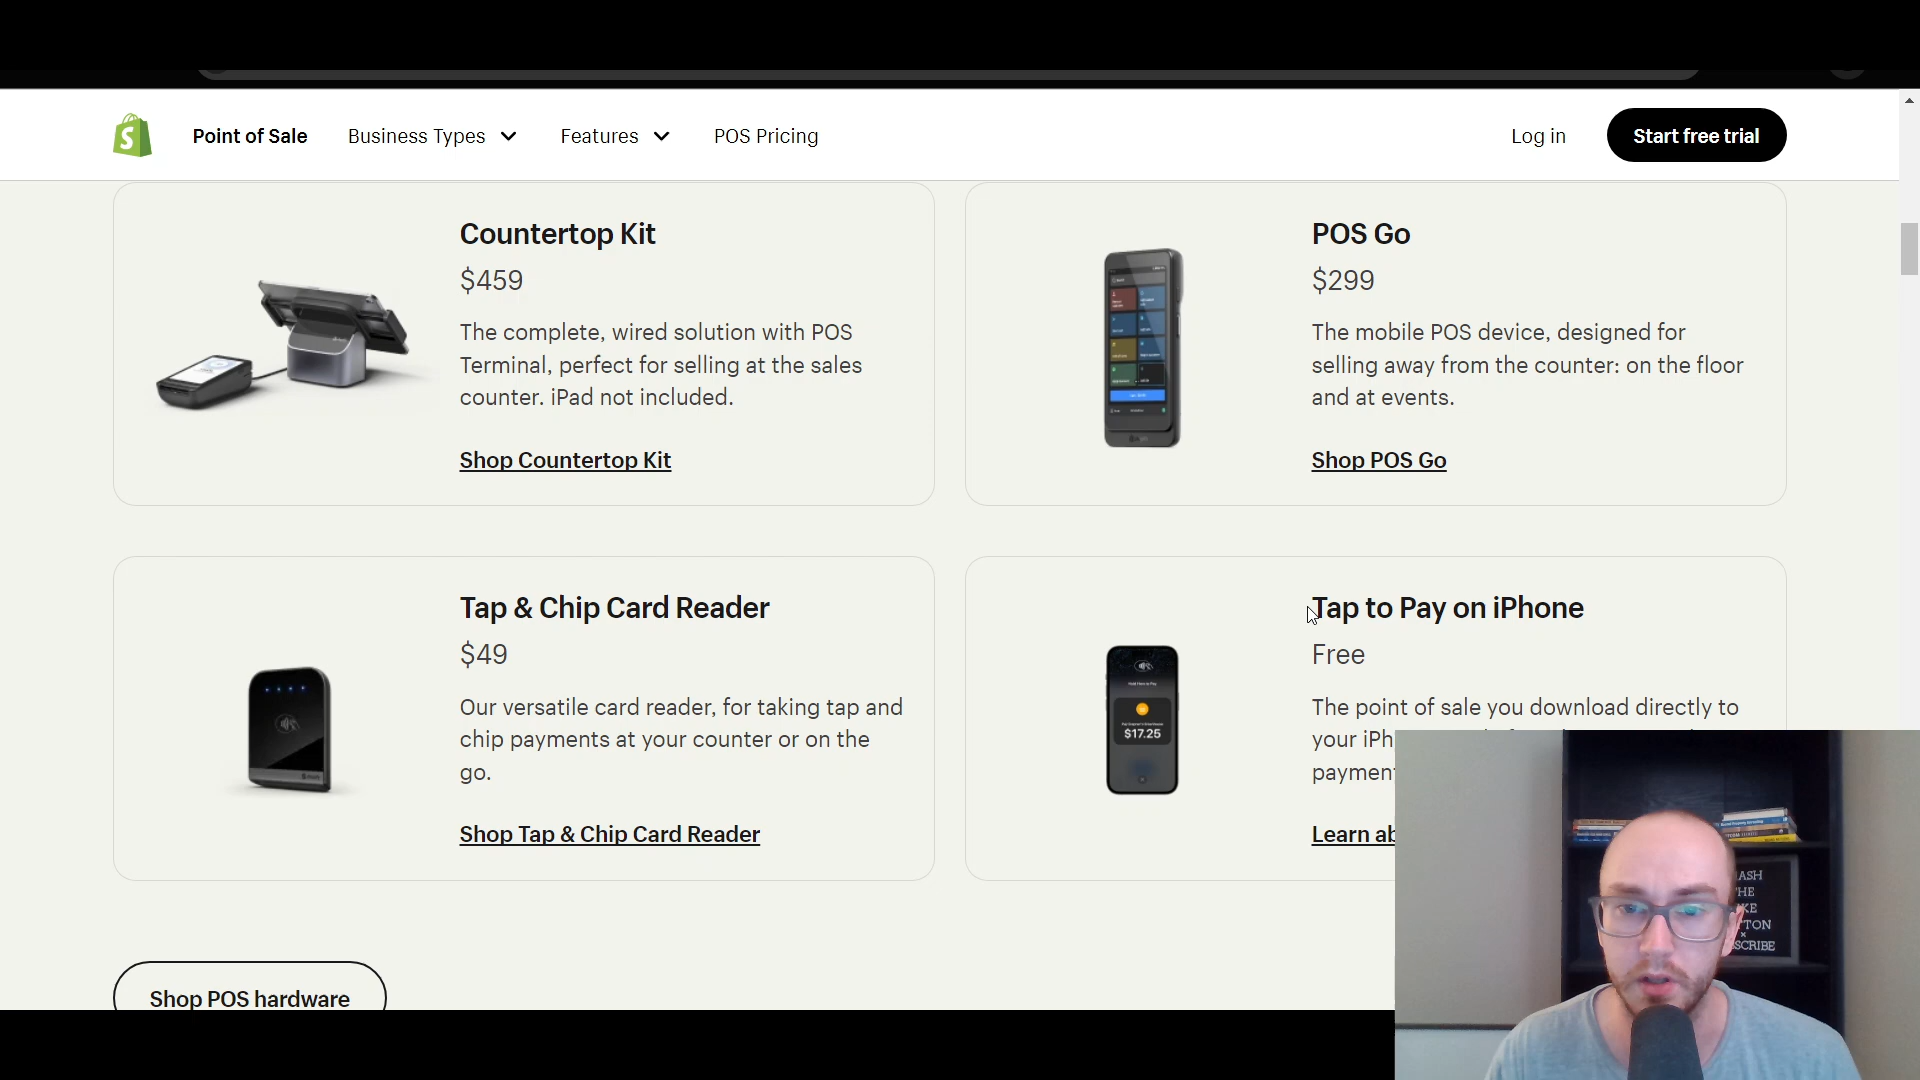 Point of Sale
Business Types
Features
POS Pricing
Log in
Start free trial
Countertop Kit
$459
The complete, wired solution with POS
Terminal, perfect for selling at the sales
counter. iPad not included.
Shop Countertop Kit
POS Go
$299
The mobile POS device, designed for
selling away from the counter: on the floor
and at events.
Shop POS Go
Tap & Chip Card Reader
$49
Our versatile card reader, for taking tap and
chip payments at your counter or on the
go.
Shop Tap & Chip Card Reader
Tap to Pay on iPhone
Free
The point of sale you download directly to
your
Learn
$17.25
Shop POS hardware